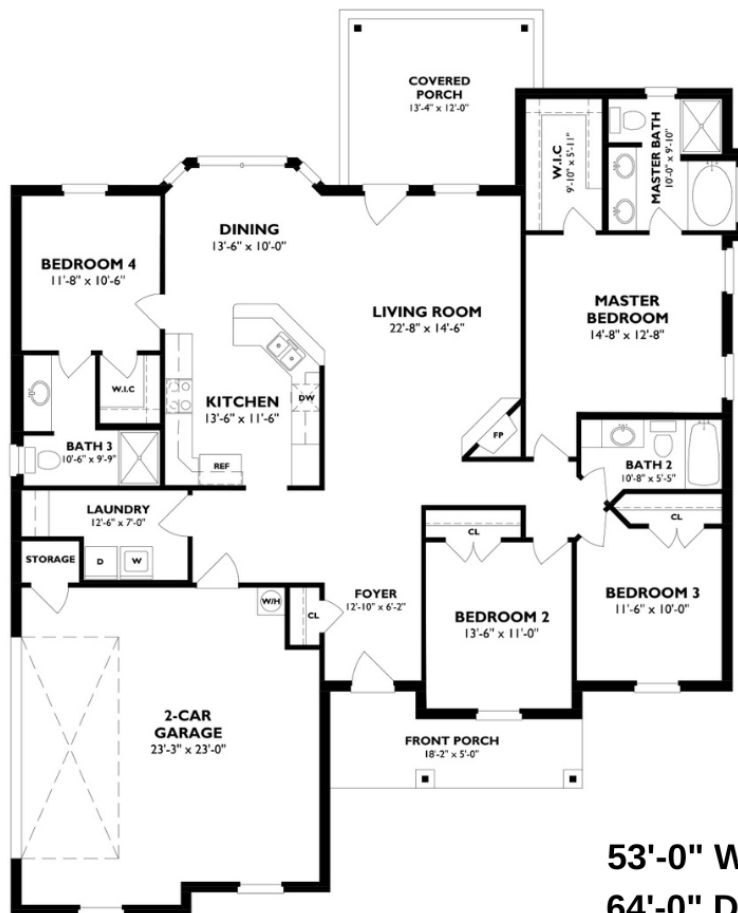 COVERED
PORCH
13'-4" x 12'-0"
W.I.C
9'-10" x 5'-11"
MASTER BATH
10'-0" x 9'-10"
DINING
13'-6" x 10'-0"
BEDROOM 4
11'-8" x 10'-6"
LIVING ROOM
22'-8" x 14'-6"
MASTER
BEDROOM
14'-8" x 12'-8"
W.I.C
KITCHEN
13'-6" x 11'-6"
DW
REF
FP
BATH 3
10'-6" x 9'-9"
BATH 2
10'-8" x 5'-5"
LAUNDRY
12'-6" x 7'-0"
STORAGE
D
W
CL
CL
W/H
CL
FOYER
12'-10" x 6'-2"
BEDROOM 2
13'-6" x 11'-0"
BEDROOM 3
11'-6" x 10'-0"
2-CAR
GARAGE
23'-3" x 23'-0"
FRONT PORCH
18'-2" x 5'-0"
53'-0" W
64'-0" D